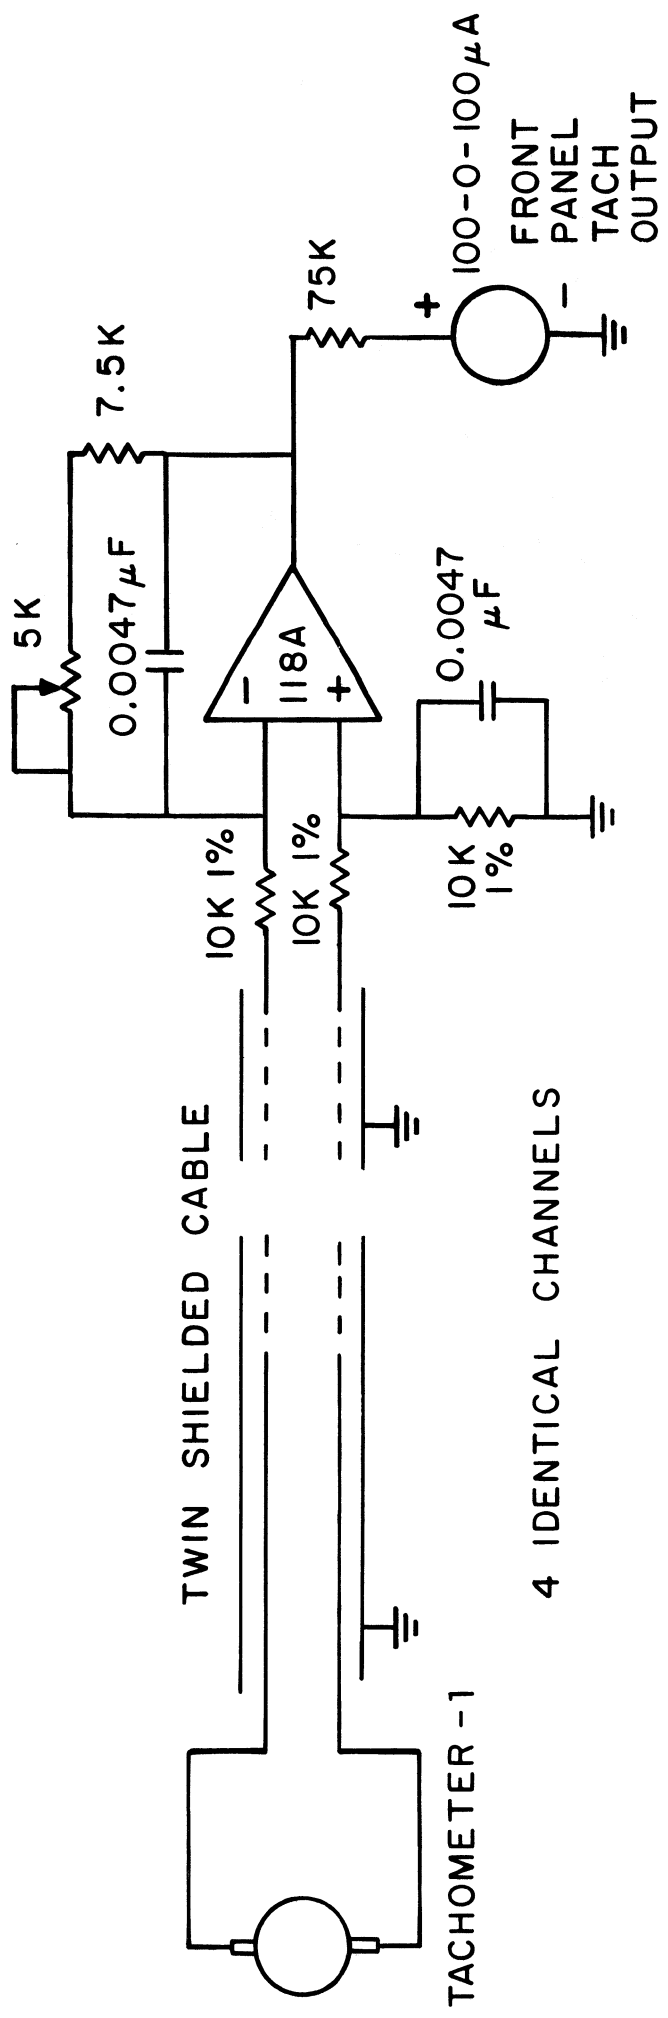 5K
7.5K
0.0047µF
75K
TWIN SHIELDED CABLE
10K 1%
10K 1%
-
118A
+
+
100-0-100µA
-
FRONT
PANEL
TACH
OUTPUT
0.0047
µF
10K
1%
TACHOMETER-1
4 IDENTICAL CHANNELS